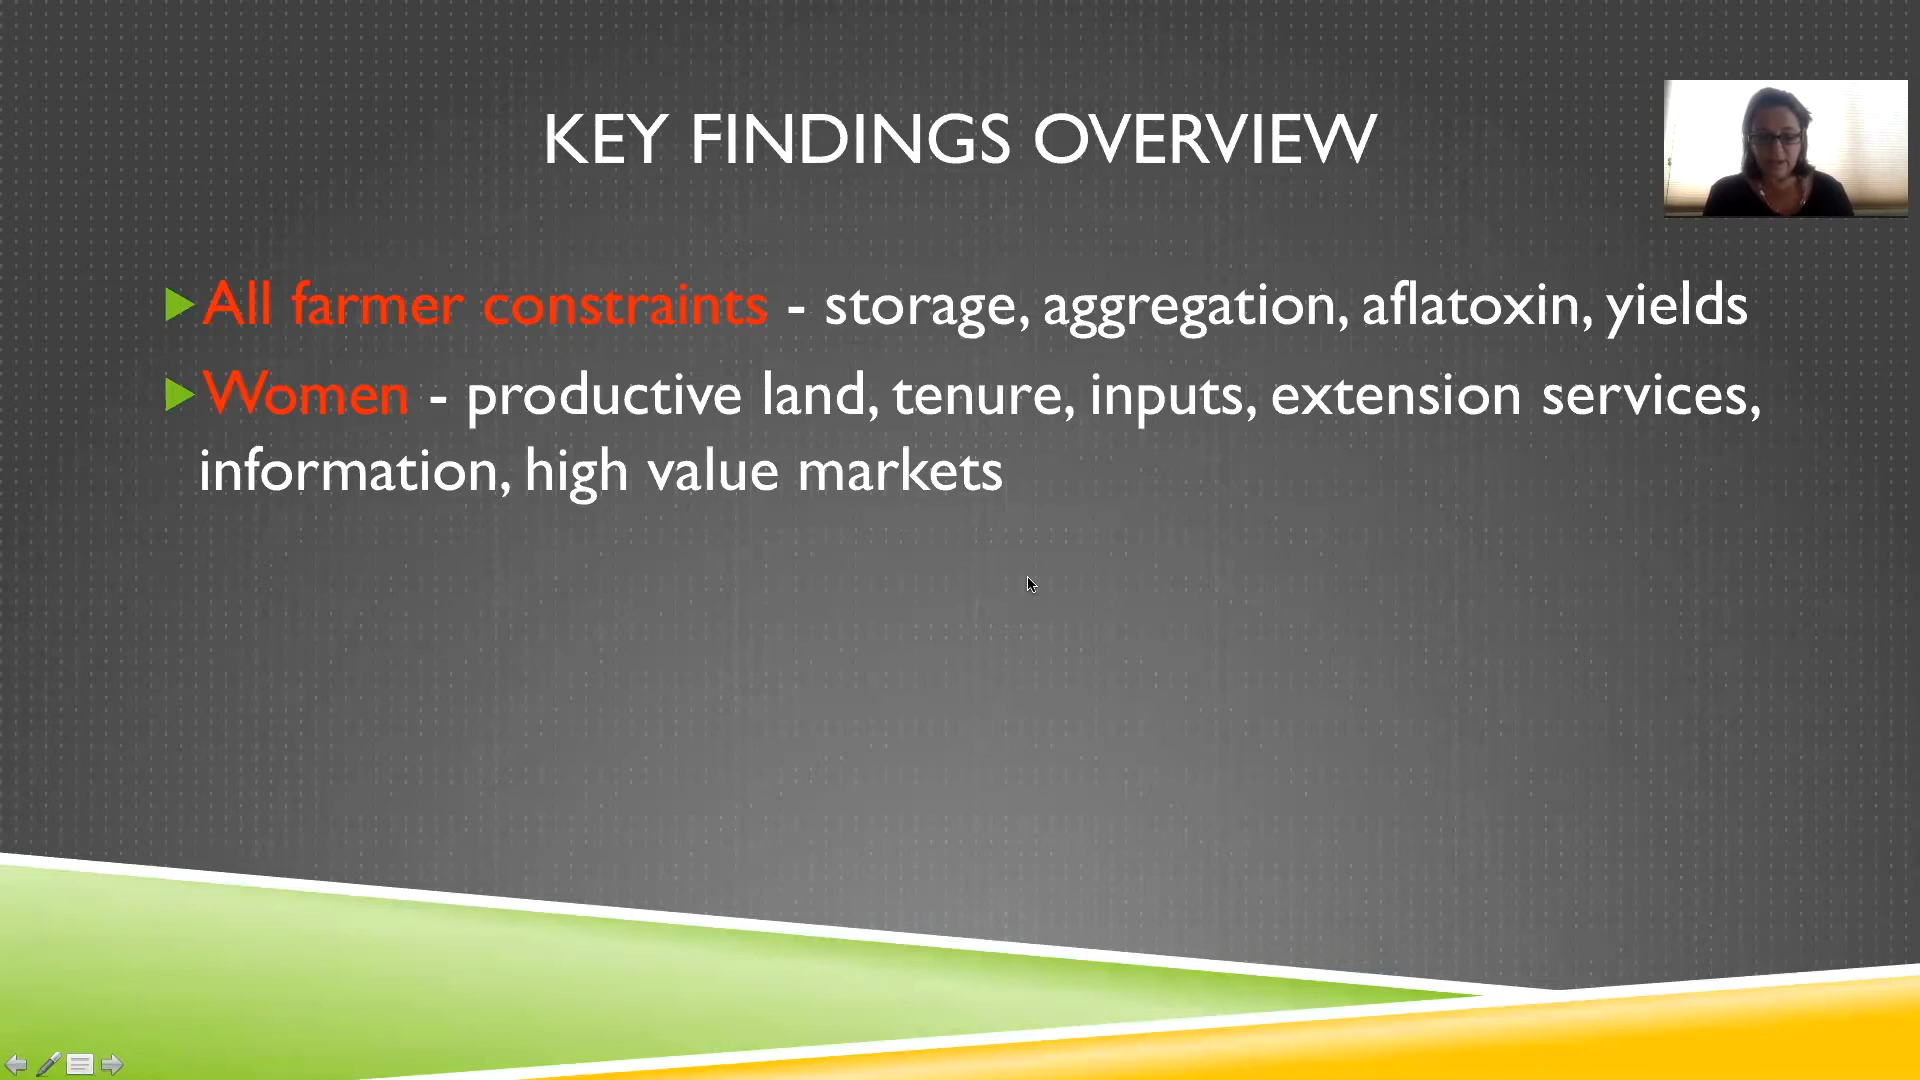 KEY FINDINGS OVERVIEW
All farmer constraints - storage, aggregation, aflatoxin, yields
Women - productive land, tenure, inputs, extension services,
information, high value markets